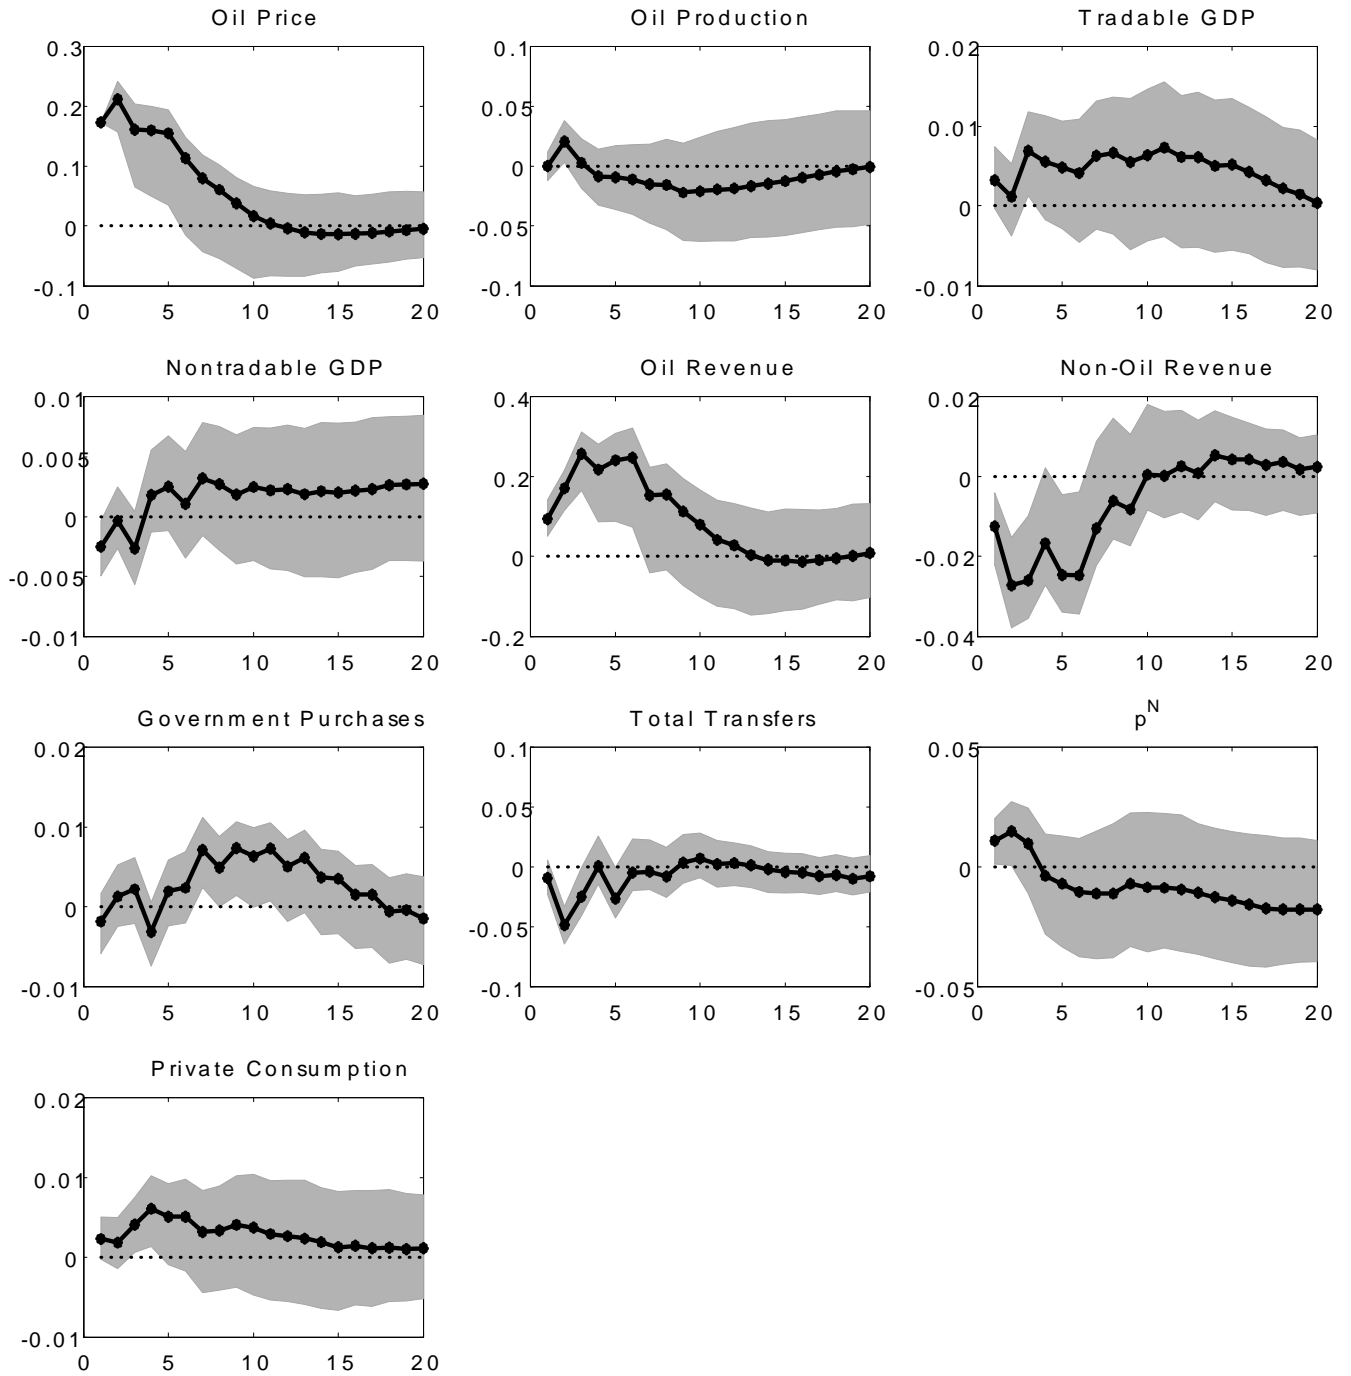 Oil Price Oil Production Tradable GDP
0.3 0.1 0.02
0.2 0.05 0.01
0.1 0 0
0 -0.05 -0.01
-0.1 -0.1
0 5 10 15 20 0 5 10 15 20 0 5 10 15 20
Nontradable GDP Oil Revenue Non-Oil Revenue
0.01 0.4 0.02
0.005 0.2 0
0 0 -0.02
-0.005 -0.2 -0.04
-0.01
0 5 10 15 20 0 5 10 15 20 0 5 10 15 20
Government Purchases Total Transfers p^N
0.02 0.1 0.05
0.01 0.05 0
0 0 -0.05
-0.01 -0.05
-0.1
0 5 10 15 20 0 5 10 15 20 0 5 10 15 20
Private Consumption
0.02
0.01
0
-0.01
0 5 10 15 20